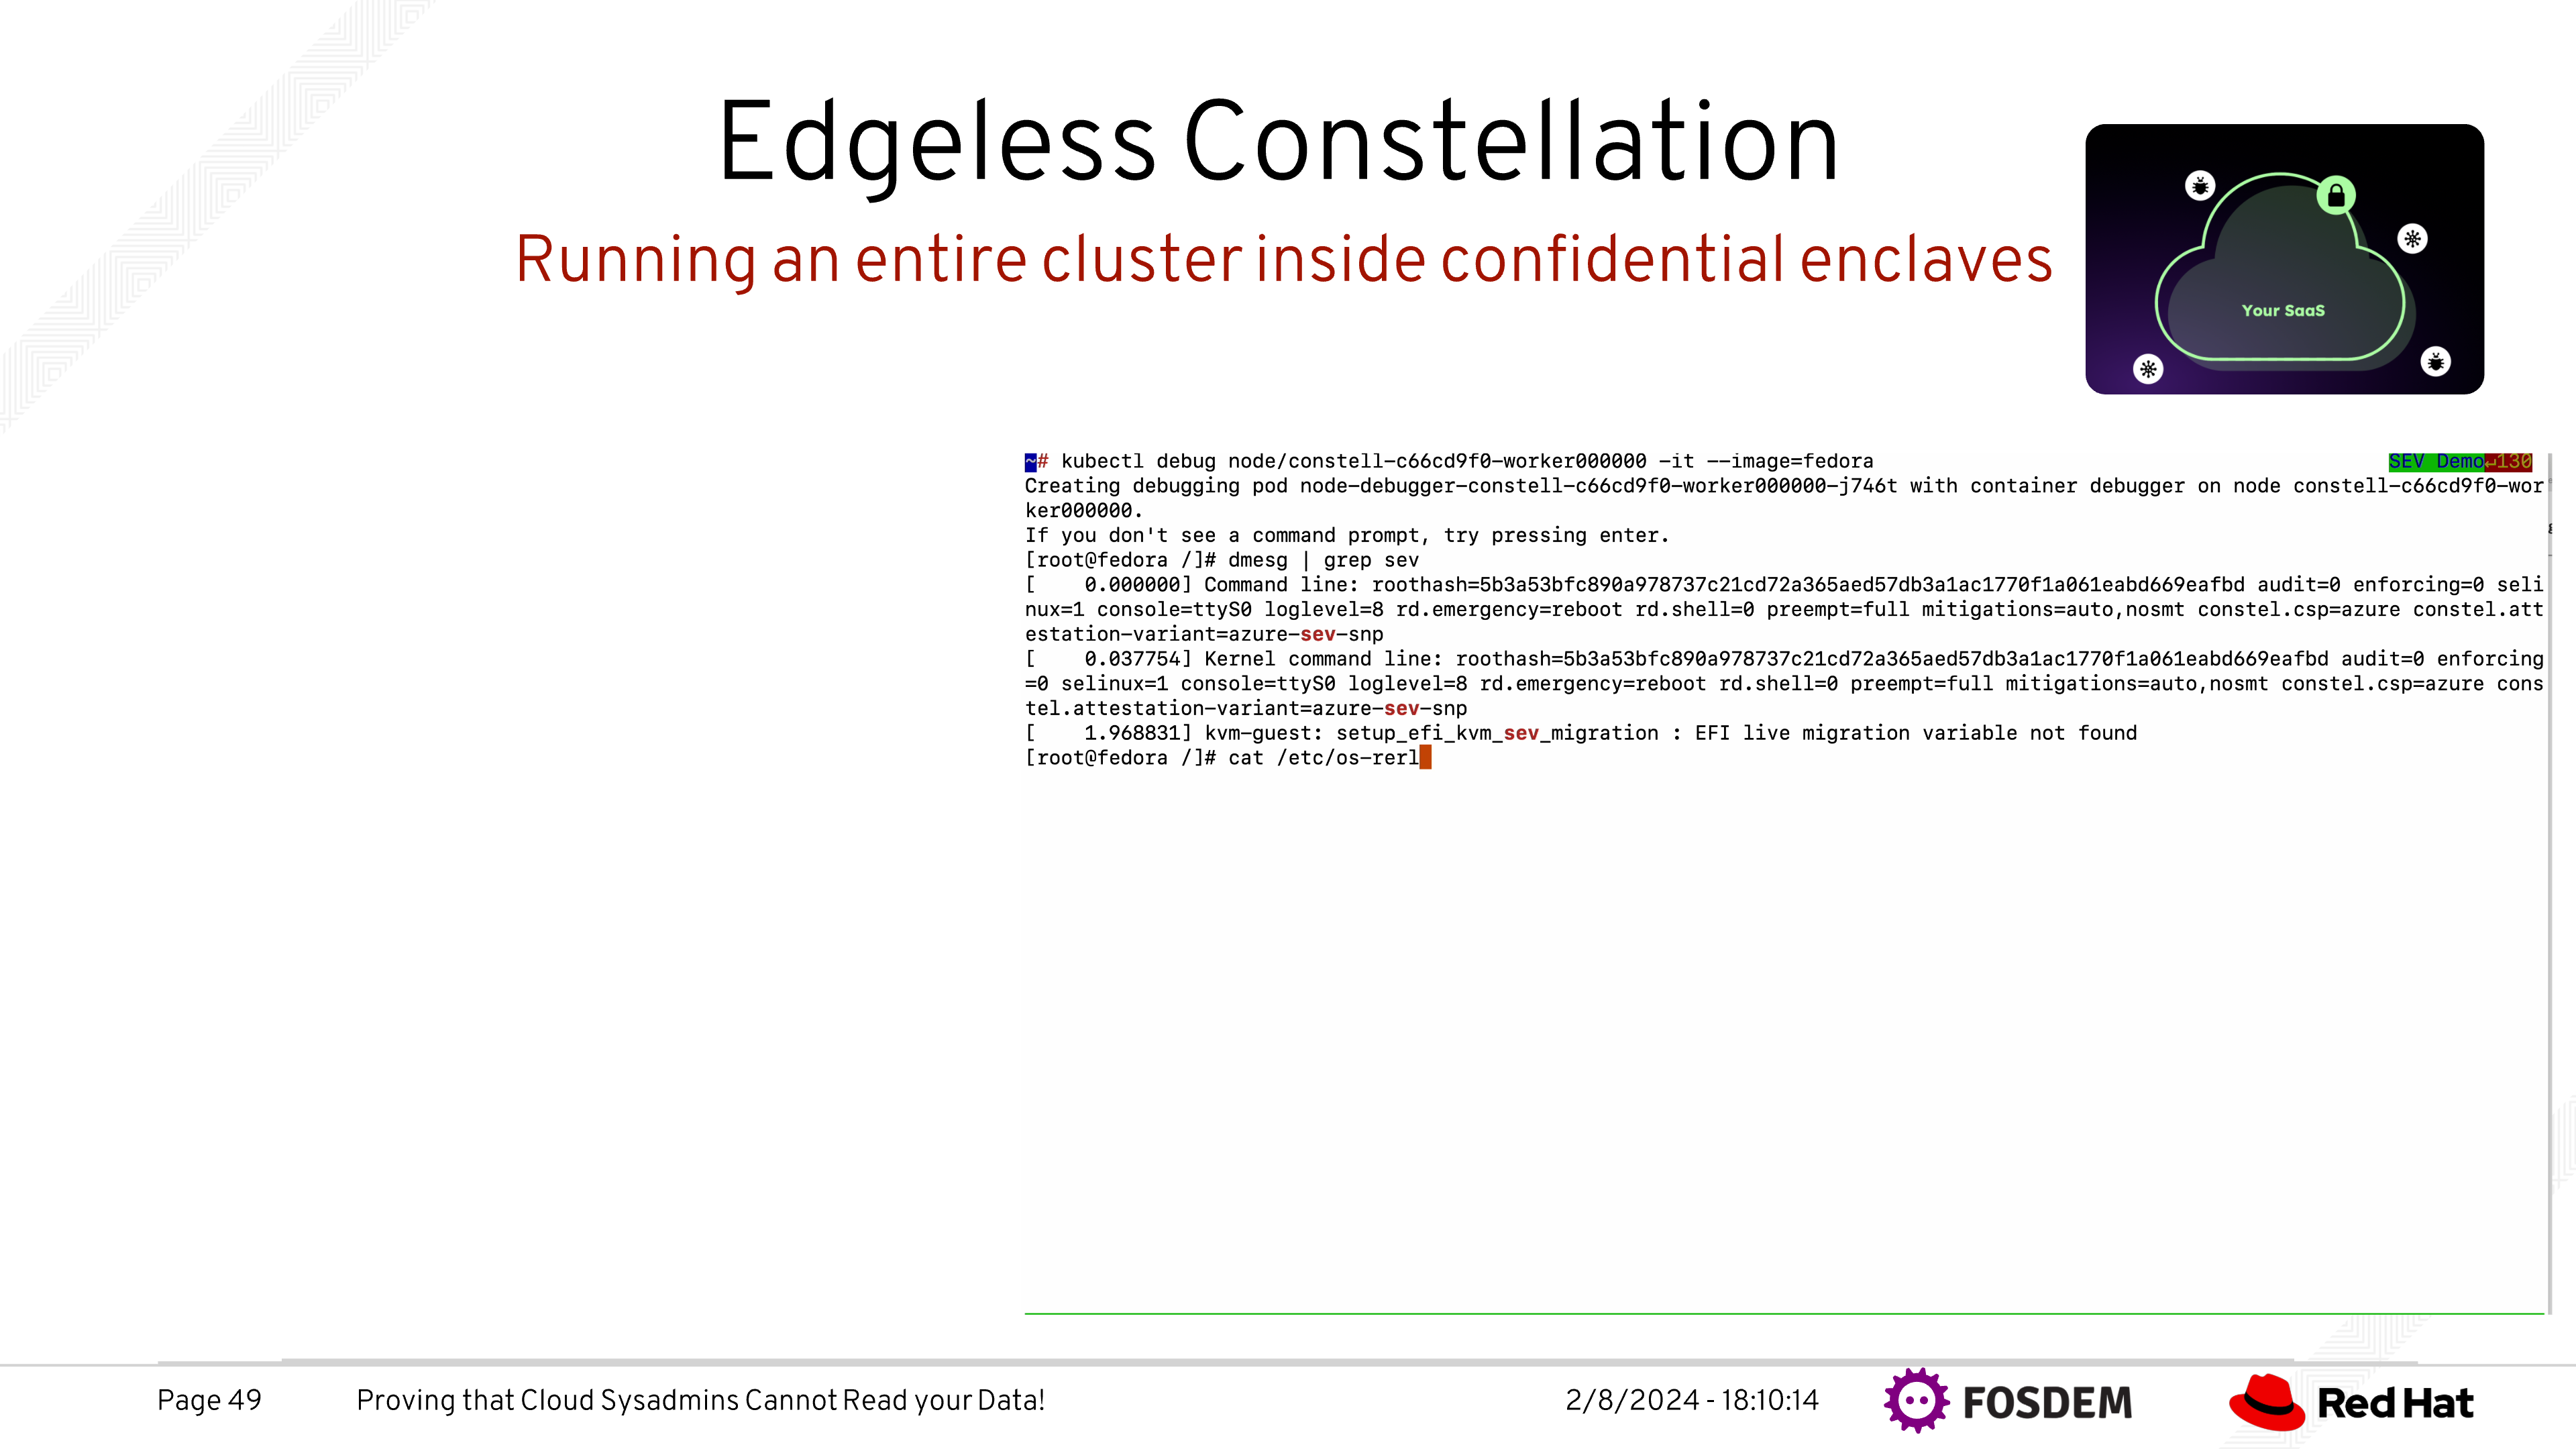 Edgeless Constellation
Running an entire cluster inside confidential enclaves
Your SaaS
~# kubectl debug node/constell-c66cd9f0-worker000000 -it --image=fedora SEV Demo↵130
Creating debugging pod node-debugger-constell-c66cd9f0-worker000000-j746t with container debugger on node constell-c66cd9f0-wor
ker000000.
If you don't see a command prompt, try pressing enter.
[root@fedora /]# dmesg | grep sev
[    0.000000] Command line: roothash=5b3a53bfc890a978737c21cd72a365aed57db3a1ac1770f1a061eabd669eafbd audit=0 enforcing=0 seli
nux=1 console=ttyS0 loglevel=8 rd.emergency=reboot rd.shell=0 preempt=full mitigations=auto,nosmt constel.csp=azure constel.att
estation-variant=azure-sev-snp
[    0.037754] Kernel command line: roothash=5b3a53bfc890a978737c21cd72a365aed57db3a1ac1770f1a061eabd669eafbd audit=0 enforcing
=0 selinux=1 console=ttyS0 loglevel=8 rd.emergency=reboot rd.shell=0 preempt=full mitigations=auto,nosmt constel.csp=azure cons
tel.attestation-variant=azure-sev-snp
[    1.968831] kvm-guest: setup_efi_kvm_sev_migration : EFI live migration variable not found
[root@fedora /]# cat /etc/os-rerl
Page 49 Proving that Cloud Sysadmins Cannot Read your Data! 2/8/2024 - 18:10:14 FOSDEM Red Hat